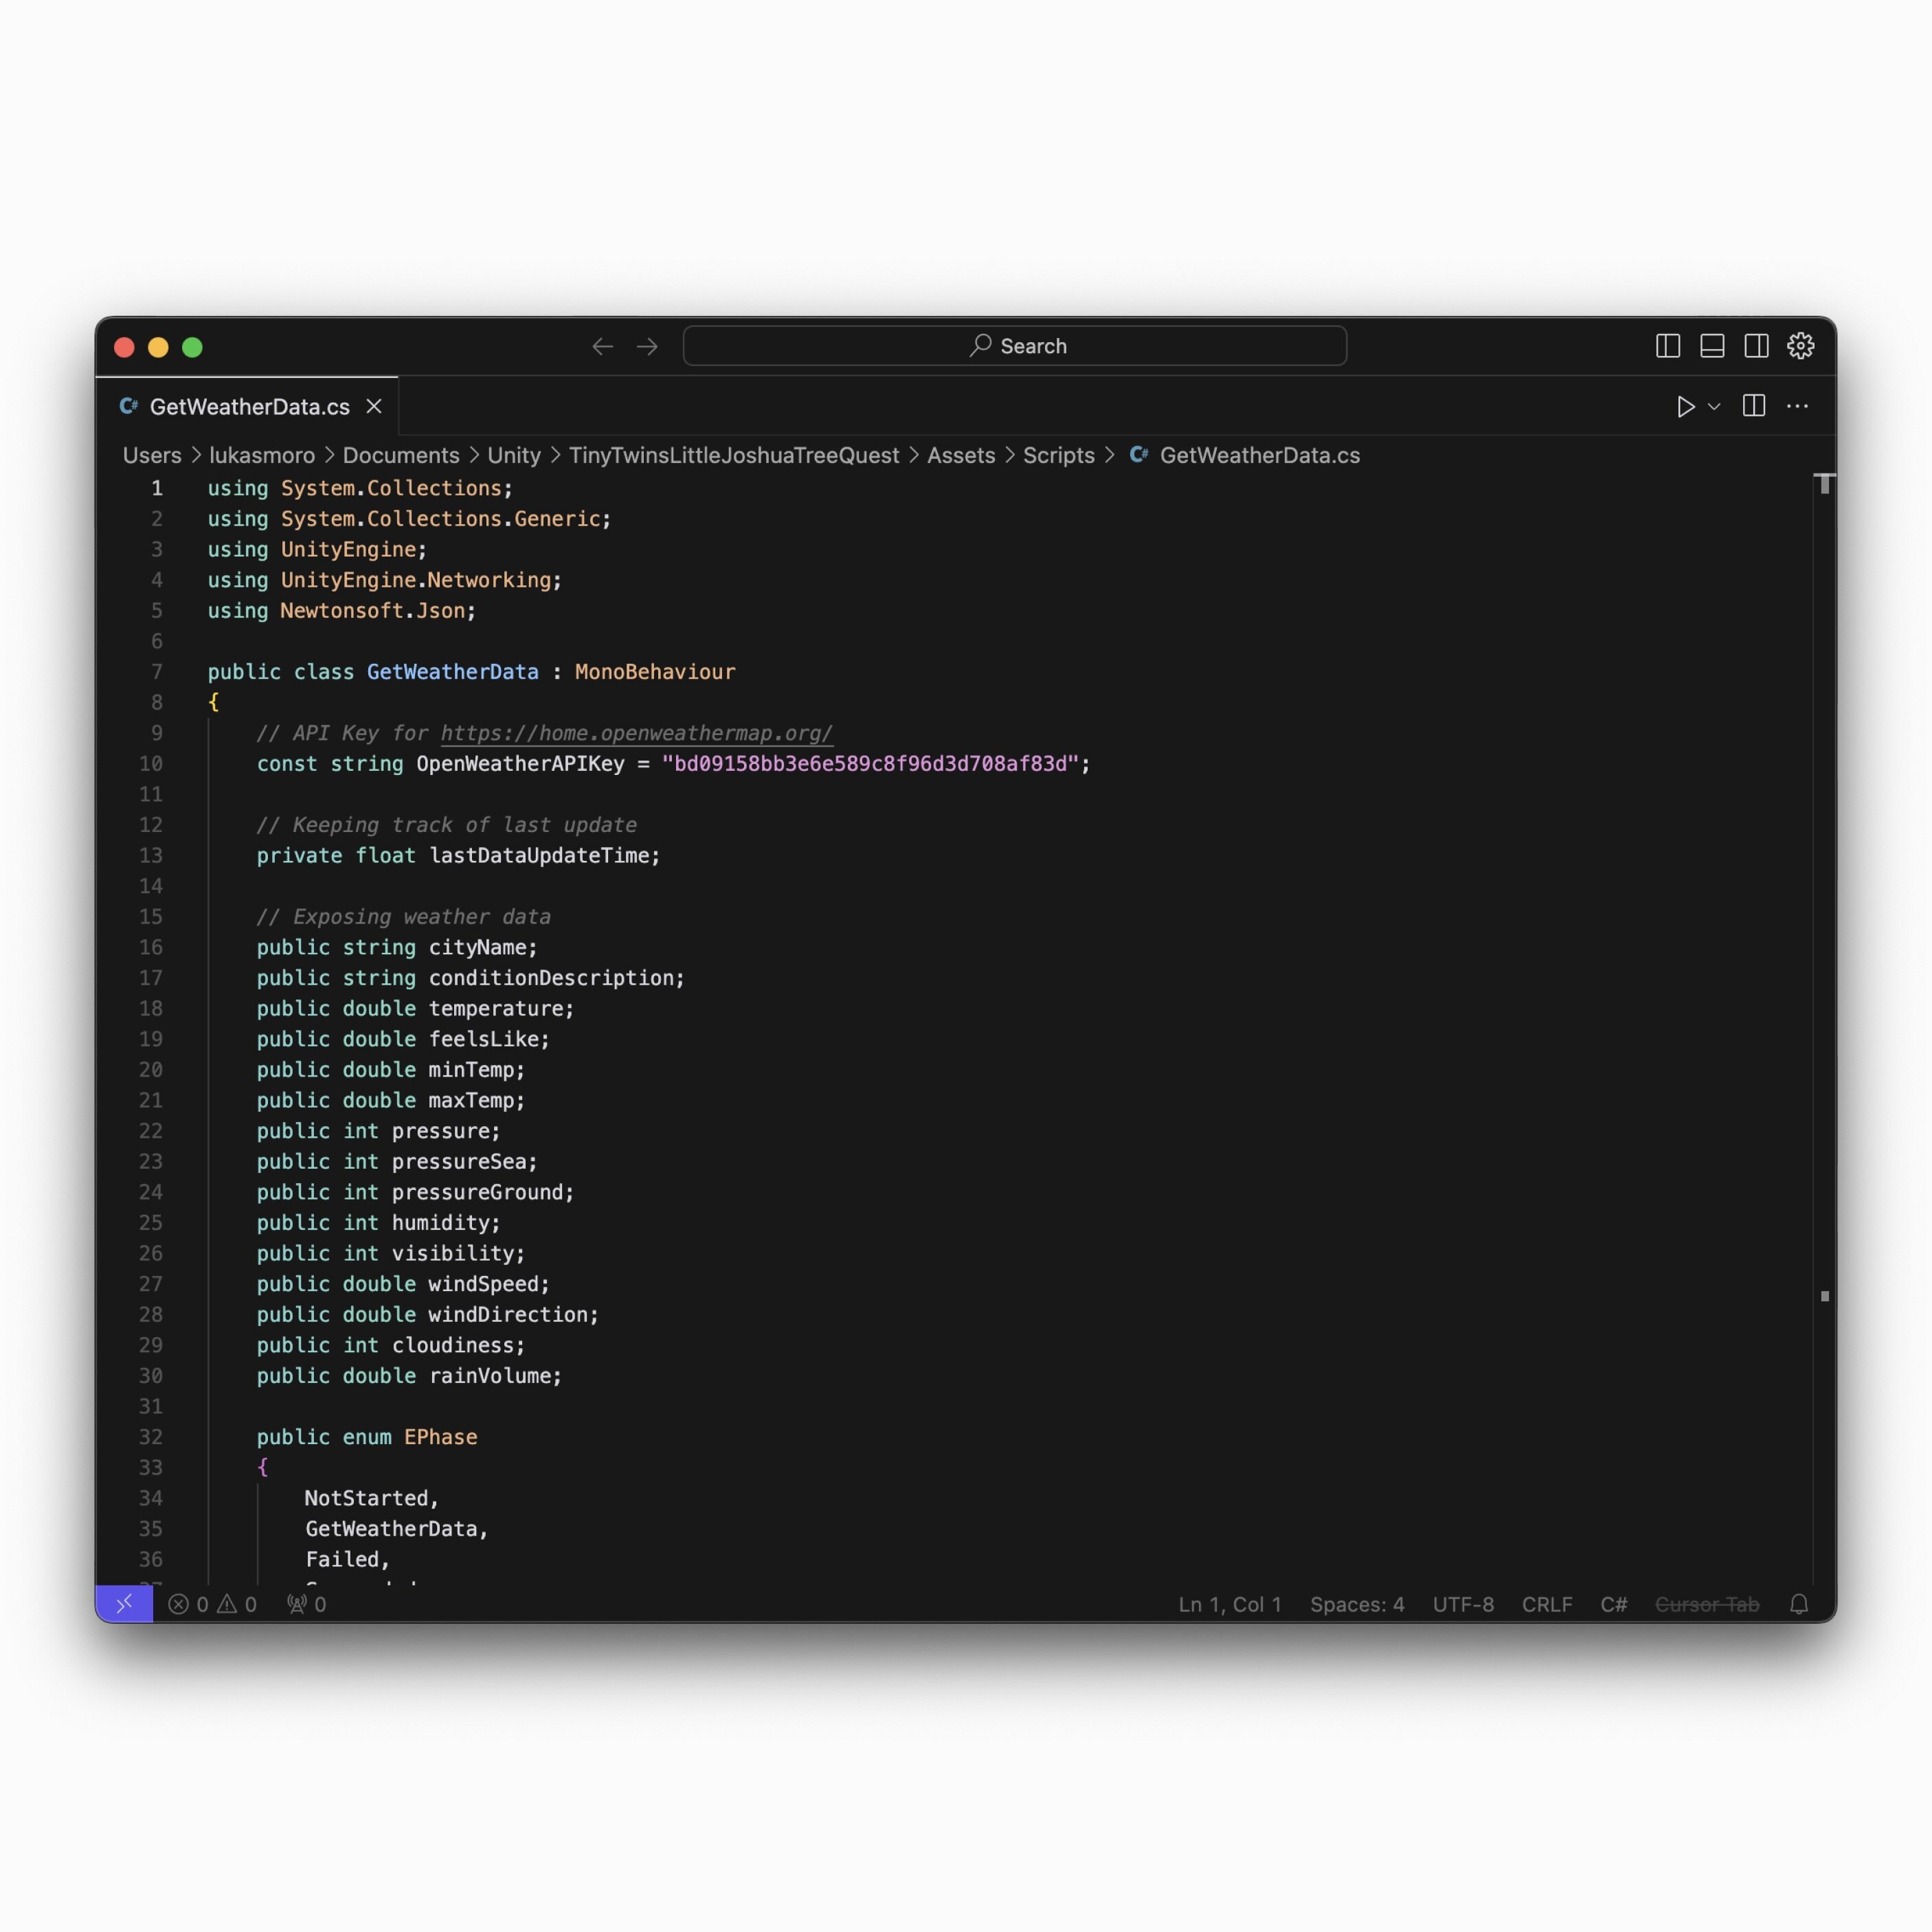 Search
C# GetWeatherData.cs
Users > lukasmoro > Documents > Unity > TinyTwinsLittleJoshuaTreeQuest > Assets > Scripts > C# GetWeatherData.cs
1 using System.Collections;
2 using System.Collections.Generic;
3 using UnityEngine;
4 using UnityEngine.Networking;
5 using Newtonsoft.Json;
6
7 public class GetWeatherData : MonoBehaviour
8 {
9 // API Key for https://home.openweathermap.org/
10 const string OpenWeatherAPIKey = "bd09158bb3e6e589c8f96d3d708af83d";
11
12 // Keeping track of last update
13 private float lastDataUpdateTime;
14
15 // Exposing weather data
16 public string cityName;
17 public string conditionDescription;
18 public double temperature;
19 public double feelsLike;
20 public double minTemp;
21 public double maxTemp;
22 public int pressure;
23 public int pressureSea;
24 public int pressureGround;
25 public int humidity;
26 public int visibility;
27 public double windSpeed;
28 public double windDirection;
29 public int cloudiness;
30 public double rainVolume;
31
32 public enum EPhase
33 {
34 NotStarted,
35 GetWeatherData,
36 Failed,
0 0 0 Ln 1, Col 1 Spaces: 4 UTF-8 CRLF C# Cursor Tab